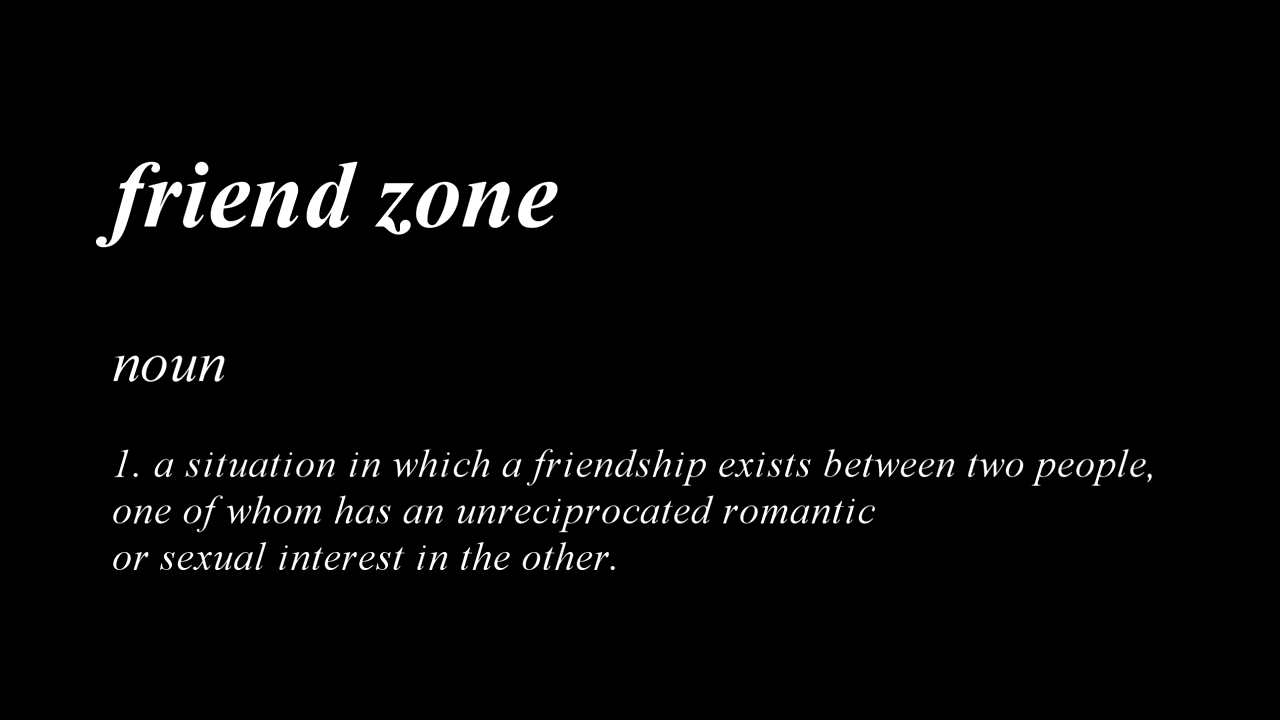 friend zone
noun
1. a situation in which a friendship exists between two people,
one of whom has an unreciprocated romantic
or sexual interest in the other.